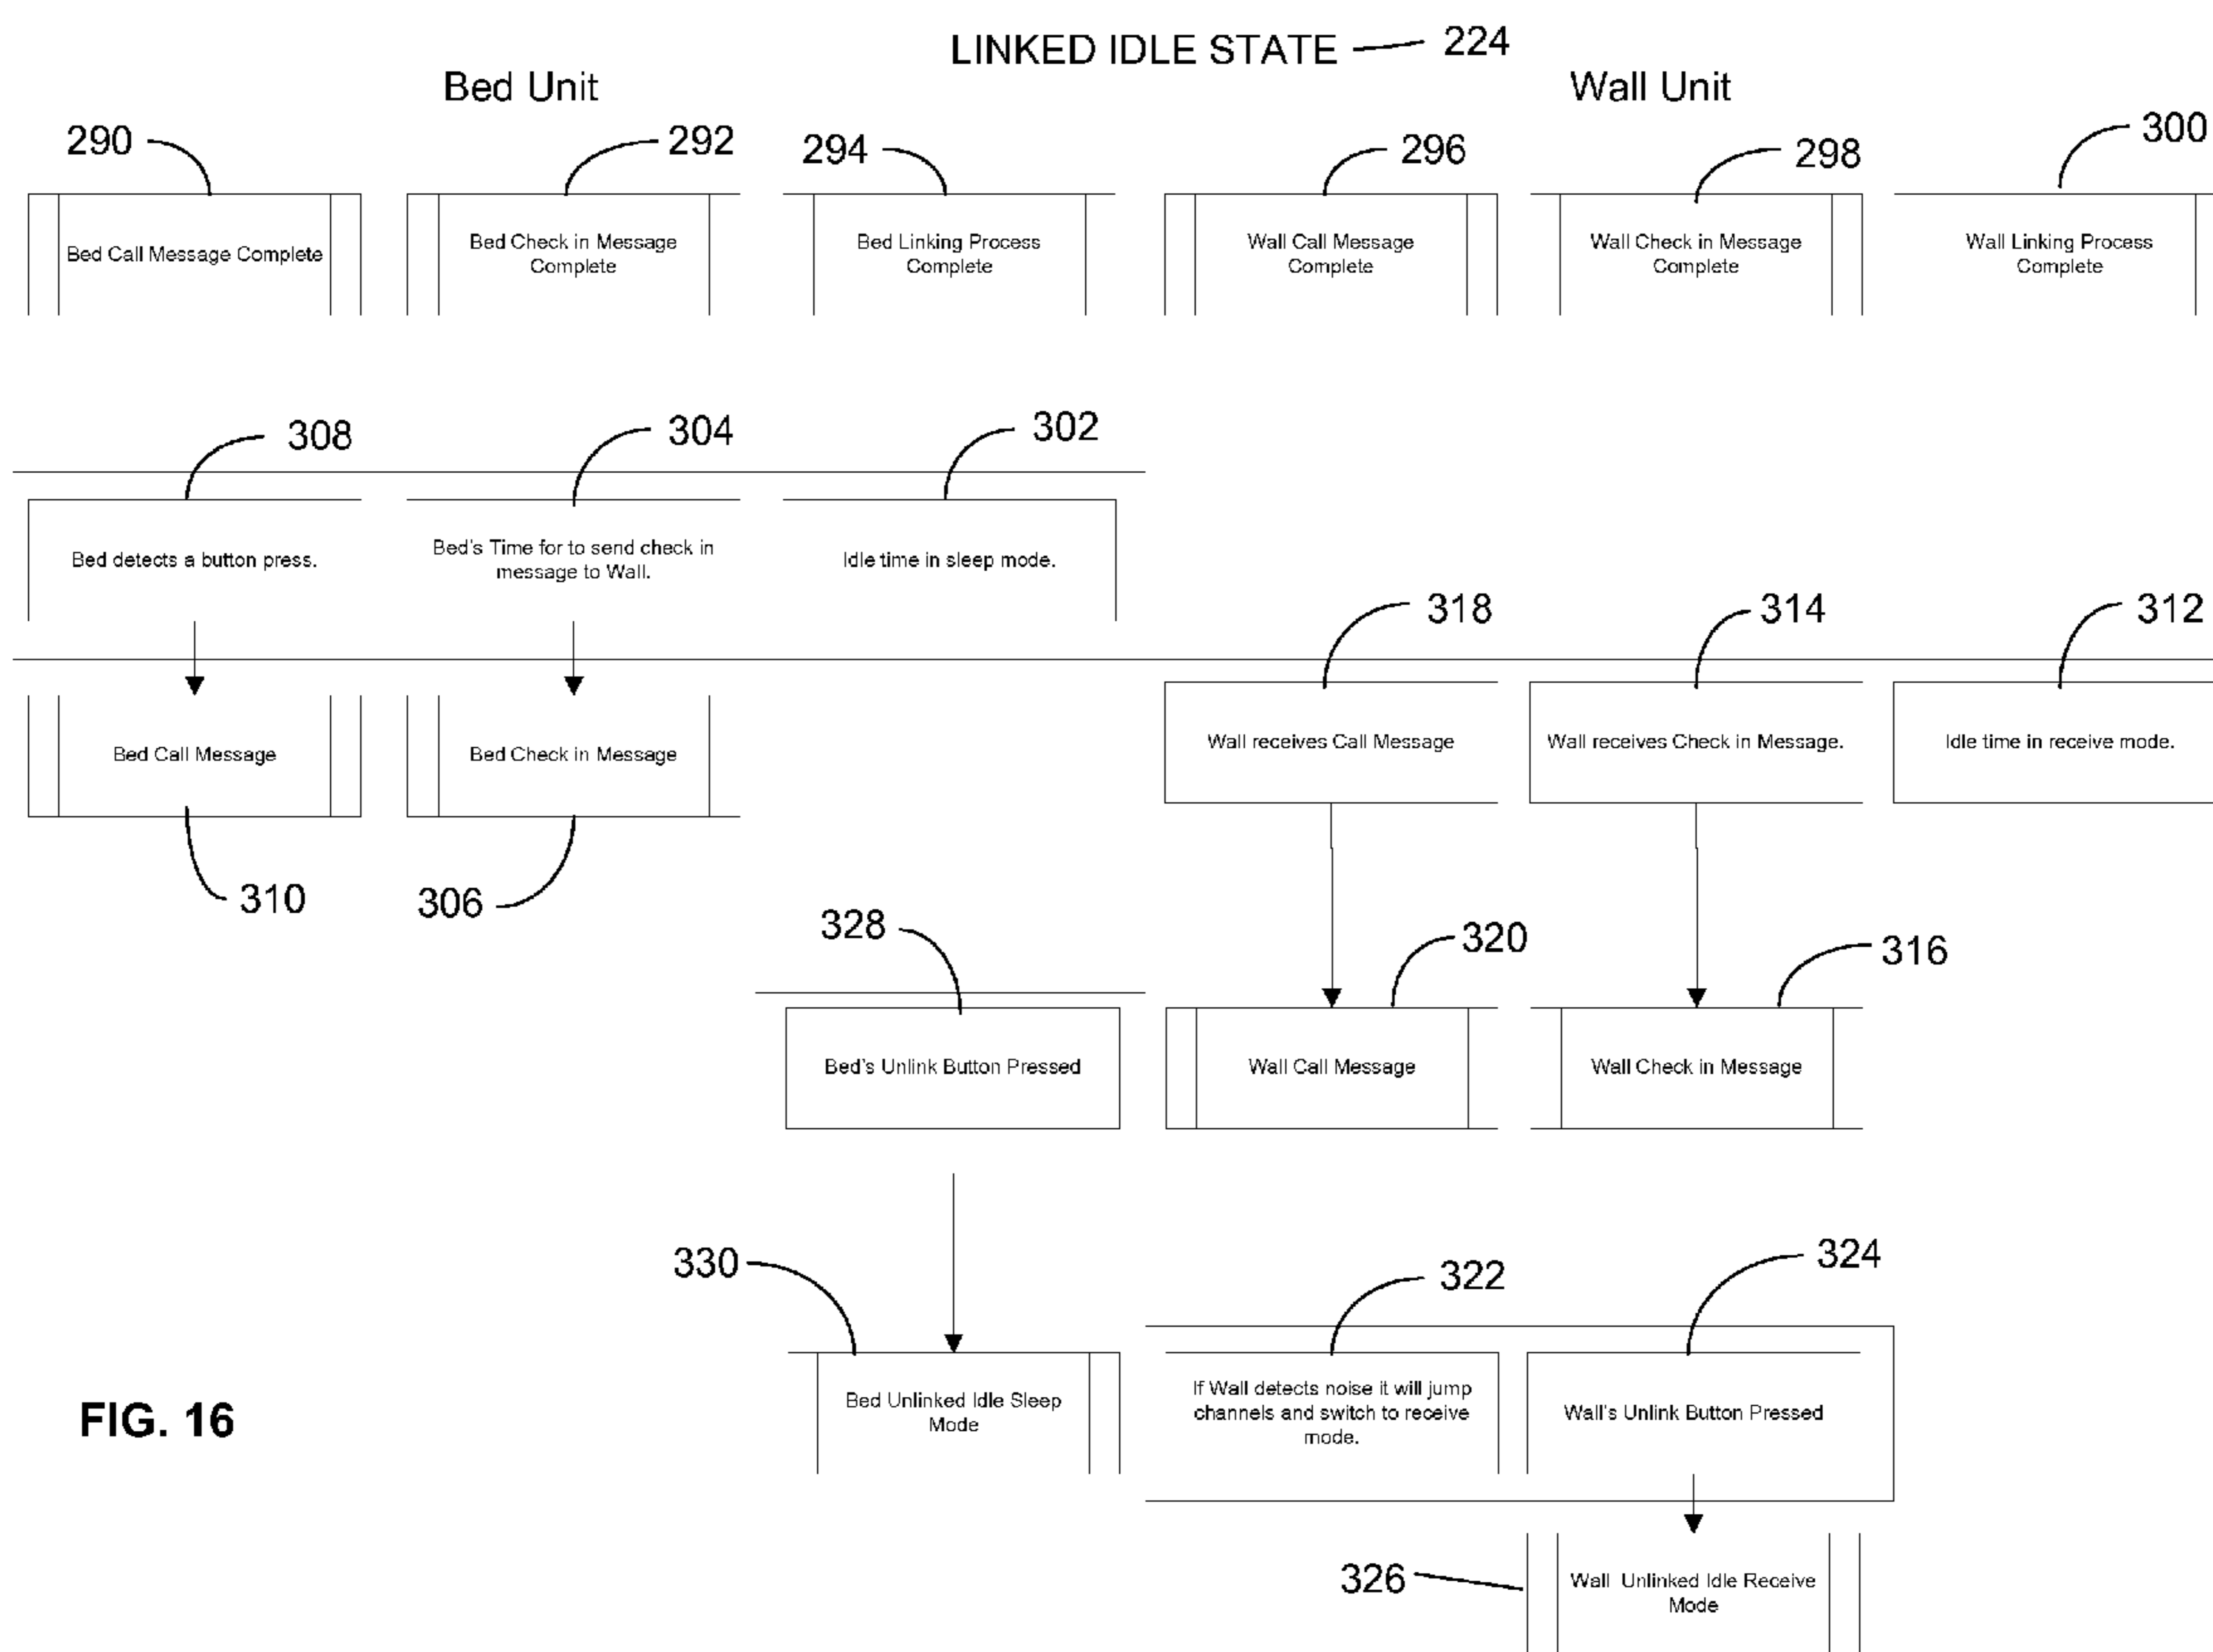 LINKED IDLE STATE 224
Bed Unit
Wall Unit
290
292
294
296
298
300
Bed Call Message Complete
Bed Check in Message
Complete
Bed Linking Process
Complete
Wall Call Message
Complete
Wall Check in Message
Complete
Wall Linking Process
Complete
308
304
302
Bed detects a button press.
Bed's Time for to send check in
message to Wall.
Idle time in sleep mode.
318
314
312
Bed Call Message
Bed Check in Message
Wall receives Call Message
Wall receives Check in Message.
Idle time in receive mode.
310
306
328
320
316
Bed's Unlink Button Pressed
Wall Call Message
Wall Check in Message
330
322
324
Bed Unlinked Idle Sleep
Mode
If Wall detects noise it will jump
channels and switch to receive
mode.
Wall's Unlink Button Pressed
FIG. 16
326
Wall Unlinked Idle Receive
Mode